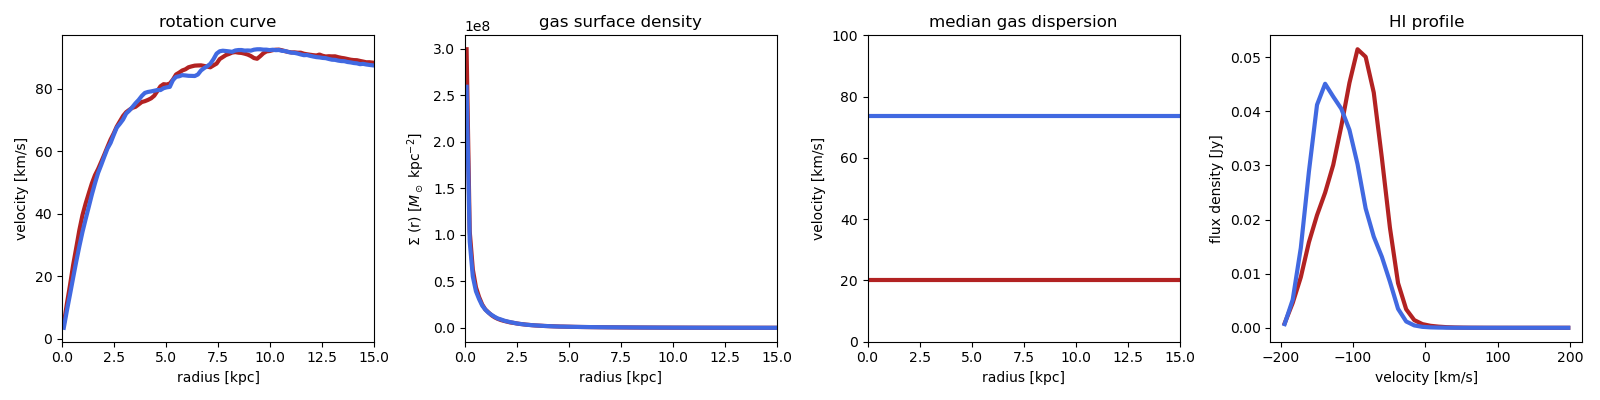 rotation curve
velocity [km/s]
80
60
40
20
0
0.0 2.5 5.0 7.5 10.0 12.5 15.0
radius [kpc]
gas surface density
1e8
Σ (r) [M⊙ kpc⁻²]
3.0
2.5
2.0
1.5
1.0
0.5
0.0
0.0 2.5 5.0 7.5 10.0 12.5 15.0
radius [kpc]
median gas dispersion
velocity [km/s]
100
80
60
40
20
0
0.0 2.5 5.0 7.5 10.0 12.5 15.0
radius [kpc]
HI profile
flux density [Jy]
0.05
0.04
0.03
0.02
0.01
0.00
−200 −100 0 100 200
velocity [km/s]